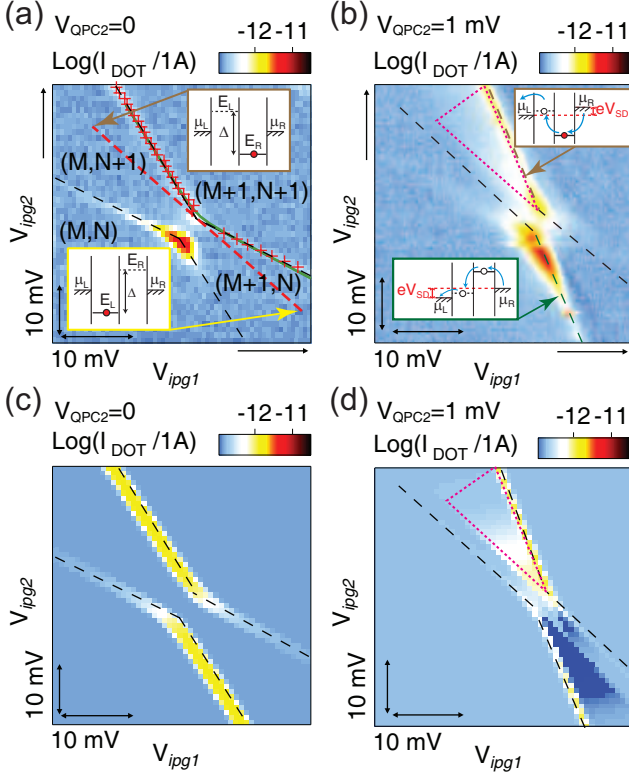 (a)
V_QPC2=0
-12 -11
Log(I_DOT /1A)
E_L
μ_L
μ_R
Δ
E_R
(M,N+1)
(M+1,N+1)
(M,N)
(M+1,N)
E_R
μ_L
μ_R
Δ
E_L
V_ipg2
10 mV
10 mV
V_ipg1
(b)
V_QPC2=1 mV
-12 -11
Log(I_DOT /1A)
μ_L
μ_R
eV_SD
eV_SD
μ_L
μ_R
V_ipg2
10 mV
10 mV
V_ipg1
(c)
V_QPC2=0
-12 -11
Log(I_DOT /1A)
V_ipg2
10 mV
10 mV
V_ipg1
(d)
V_QPC2=1 mV
-12 -11
Log(I_DOT /1A)
V_ipg2
10 mV
10 mV
V_ipg1